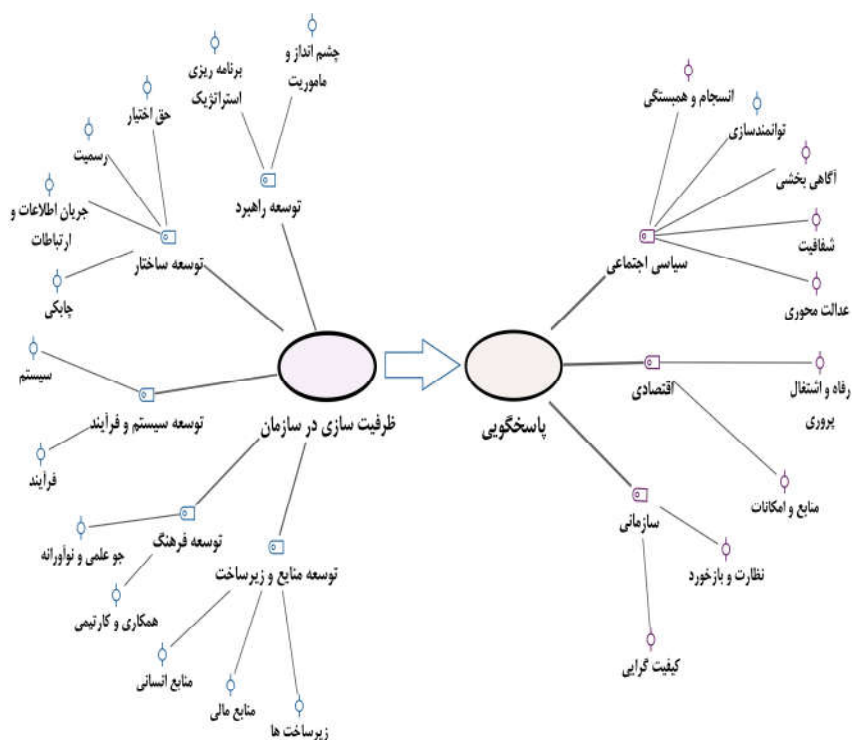 چشم انداز و
ماموریت
برنامه ریزی
استراتژیک
حق اختیار
رسمیت
جریان اطلاعات و
ارتباطات
چابکی
توسعه راهبرد
توسعه ساختار
سیستم
توسعه سیستم و فرآیند
فرآیند
ظرفیت سازی در سازمان
توسعه فرهنگ
جو علمی و نوآورانه
همکاری و کارتیمی
توسعه منابع و زیرساخت
منابع انسانی
منابع مالی
زیرساخت ها
انسجام و همبستگی
توانمندسازی
آگاهی بخشی
شفافیت
عدالت محوری
سیاسی اجتماعی
پاسخگویی
اقتصادی
رفاه و اشتغال
پروری
منابع و امکانات
سازمانی
نظارت و بازخورد
کیفیت گرایی